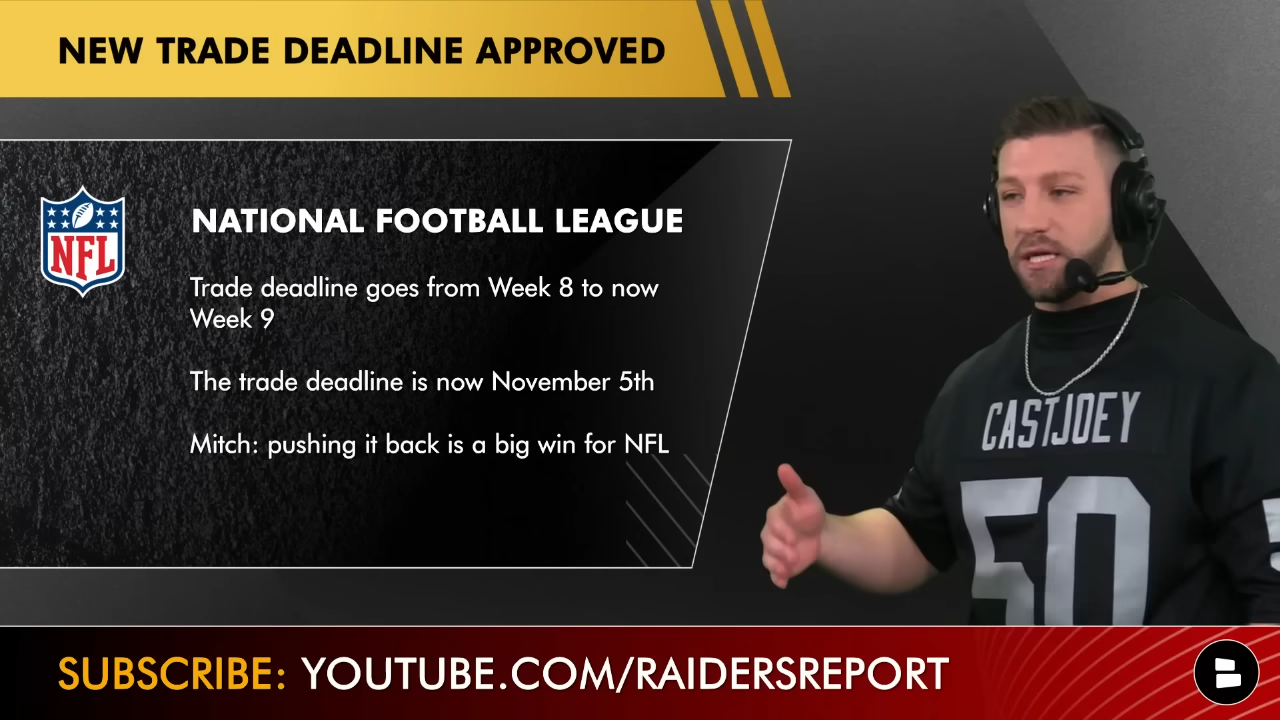 NEW TRADE DEADLINE APPROVED
NFL
NATIONAL FOOTBALL LEAGUE
Trade deadline goes from Week 8 to now
Week 9
The trade deadline is now November 5th
Mitch: pushing it back is a big win for NFL
CASTJOEY
50
SUBSCRIBE: YOUTUBE.COM/RAIDERSREPORT